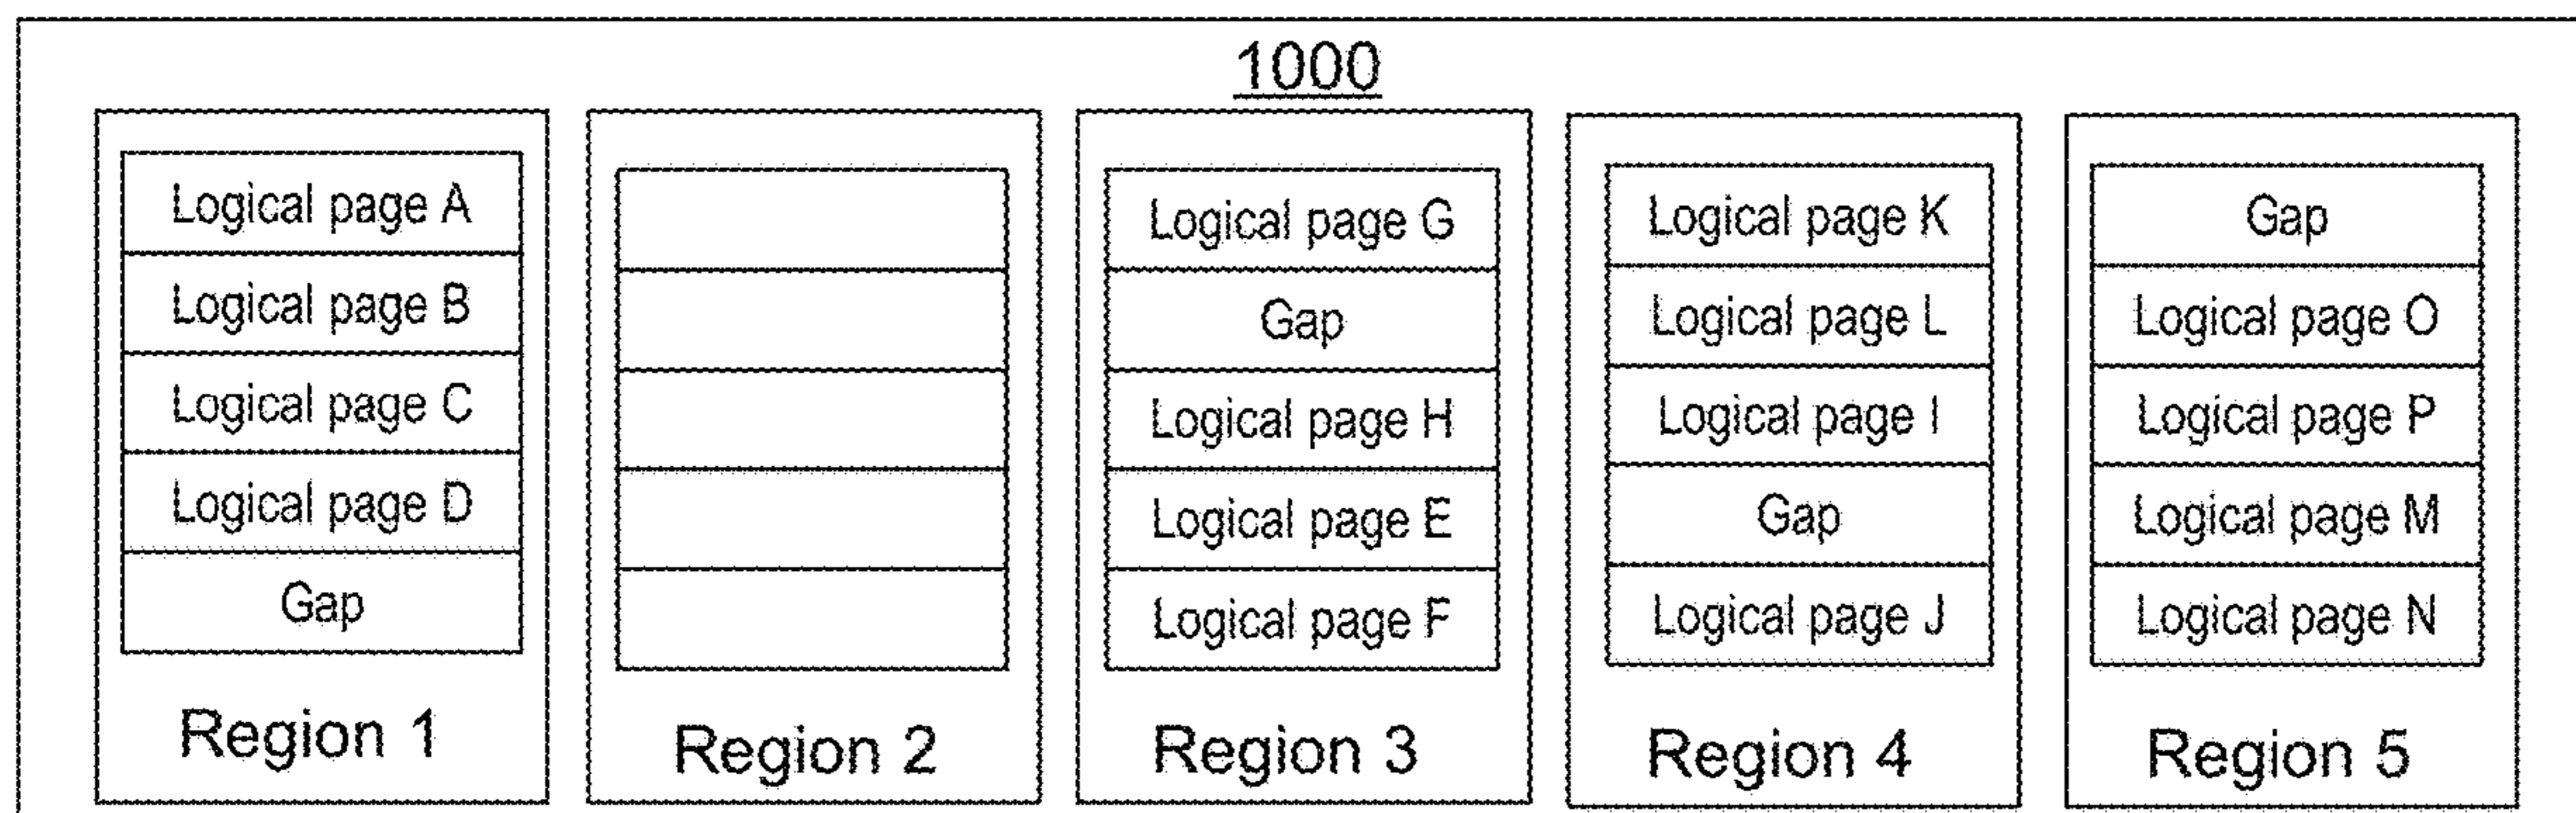 1000
Logical page A
Logical page B
Logical page C
Logical page D
Gap
Region 1
Region 2
Logical page G
Gap
Logical page H
Logical page E
Logical page F
Region 3
Logical page K
Logical page L
Logical page I
Gap
Logical page J
Region 4
Gap
Logical page O
Logical page P
Logical page M
Logical page N
Region 5